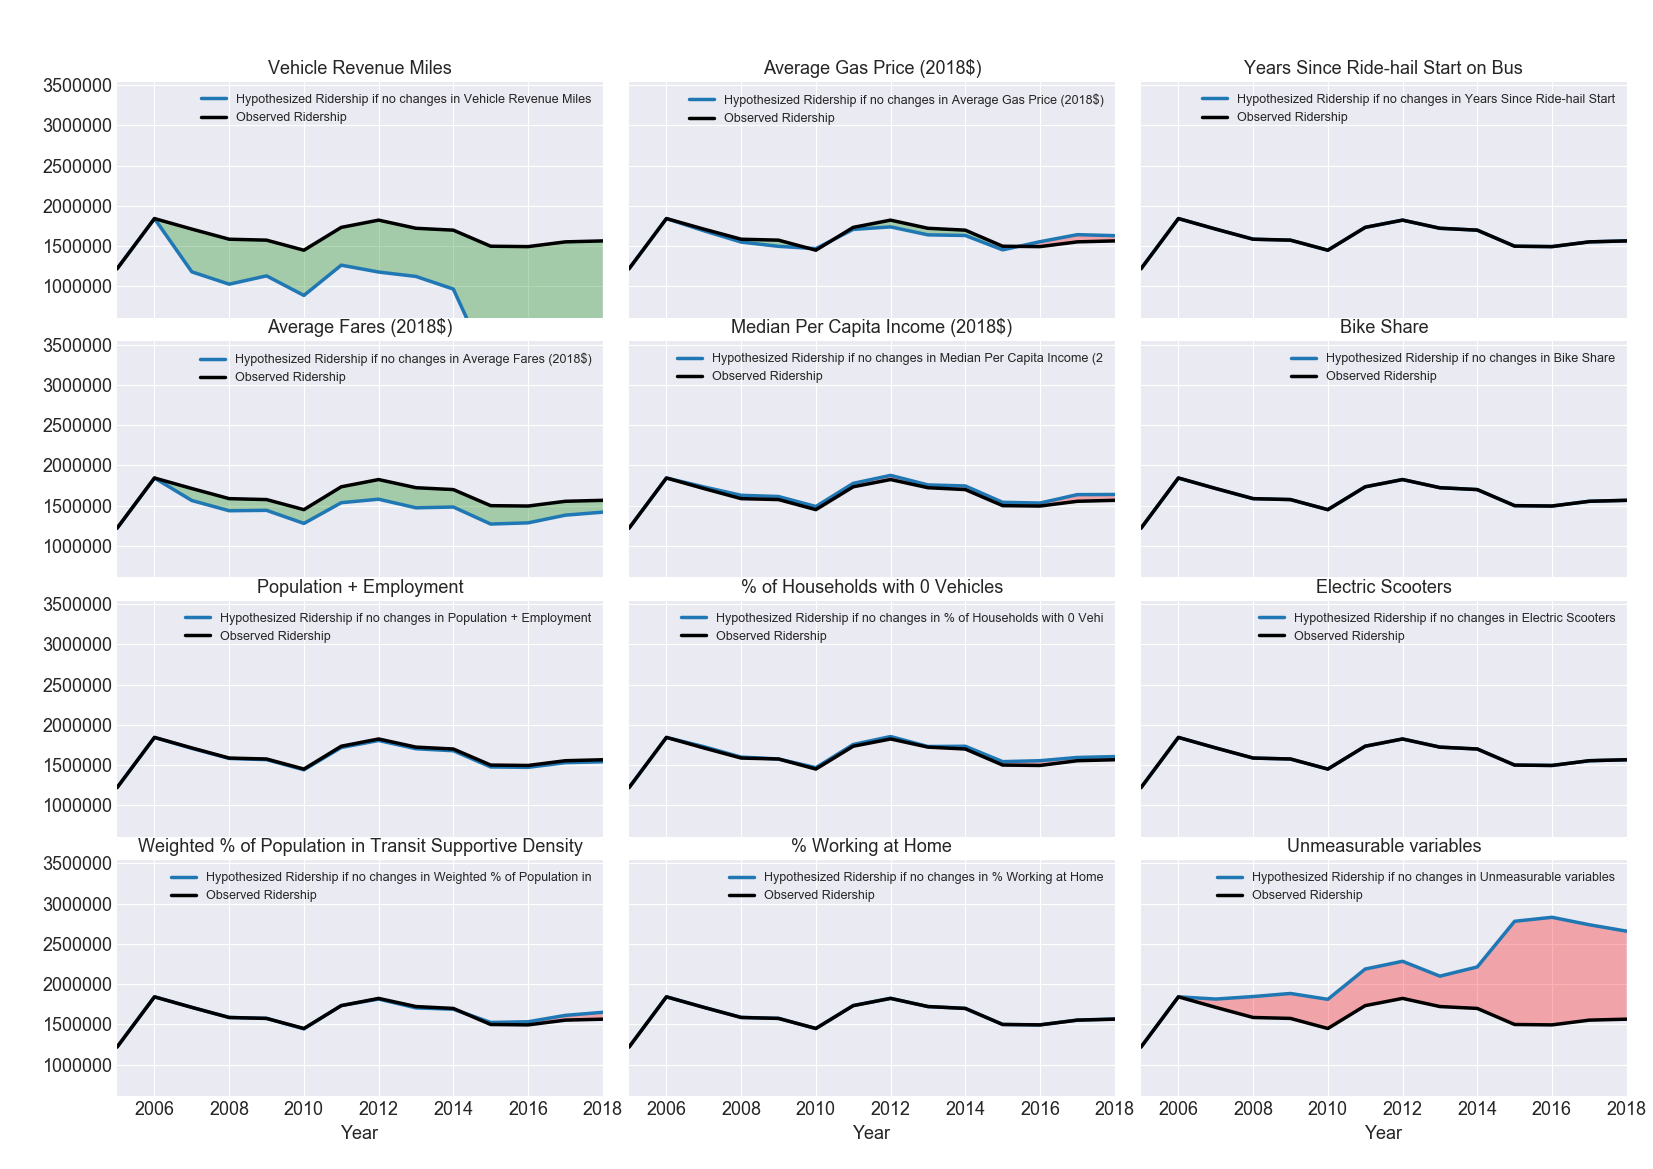 Vehicle Revenue Miles
Average Gas Price (2018$)
Years Since Ride-hail Start on Bus
3500000
3000000
2500000
2000000
1500000
1000000
Hypothesized Ridership if no changes in Vehicle Revenue Miles
Observed Ridership
Hypothesized Ridership if no changes in Average Gas Price (2018$)
Observed Ridership
Hypothesized Ridership if no changes in Years Since Ride-hail Start
Observed Ridership
Average Fares (2018$)
Median Per Capita Income (2018$)
Bike Share
3500000
3000000
2500000
2000000
1500000
1000000
Hypothesized Ridership if no changes in Average Fares (2018$)
Observed Ridership
Hypothesized Ridership if no changes in Median Per Capita Income (2
Observed Ridership
Hypothesized Ridership if no changes in Bike Share
Observed Ridership
Population + Employment
% of Households with 0 Vehicles
Electric Scooters
3500000
3000000
2500000
2000000
1500000
1000000
Hypothesized Ridership if no changes in Population + Employment
Observed Ridership
Hypothesized Ridership if no changes in % of Households with 0 Vehi
Observed Ridership
Hypothesized Ridership if no changes in Electric Scooters
Observed Ridership
Weighted % of Population in Transit Supportive Density
% Working at Home
Unmeasurable variables
3500000
3000000
2500000
2000000
1500000
1000000
Hypothesized Ridership if no changes in Weighted % of Population in
Observed Ridership
Hypothesized Ridership if no changes in % Working at Home
Observed Ridership
Hypothesized Ridership if no changes in Unmeasurable variables
Observed Ridership
2006 2008 2010 2012 2014 2016 2018
2006 2008 2010 2012 2014 2016 2018
2006 2008 2010 2012 2014 2016 2018
Year
Year
Year